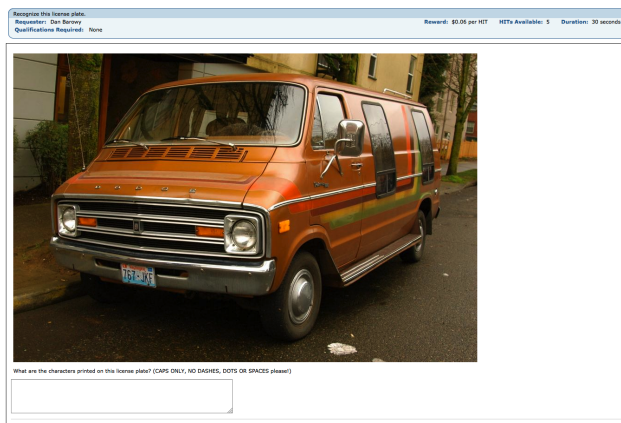 Recognize this license plate.
Requester: Dan Barowy Reward: $0.06 per HIT HITs Available: 5 Duration: 30 seconds
Qualifications Required: None
DODGE
767-JKF
What are the characters printed on this license plate? (CAPS ONLY, NO DASHES, DOTS OR SPACES please!)